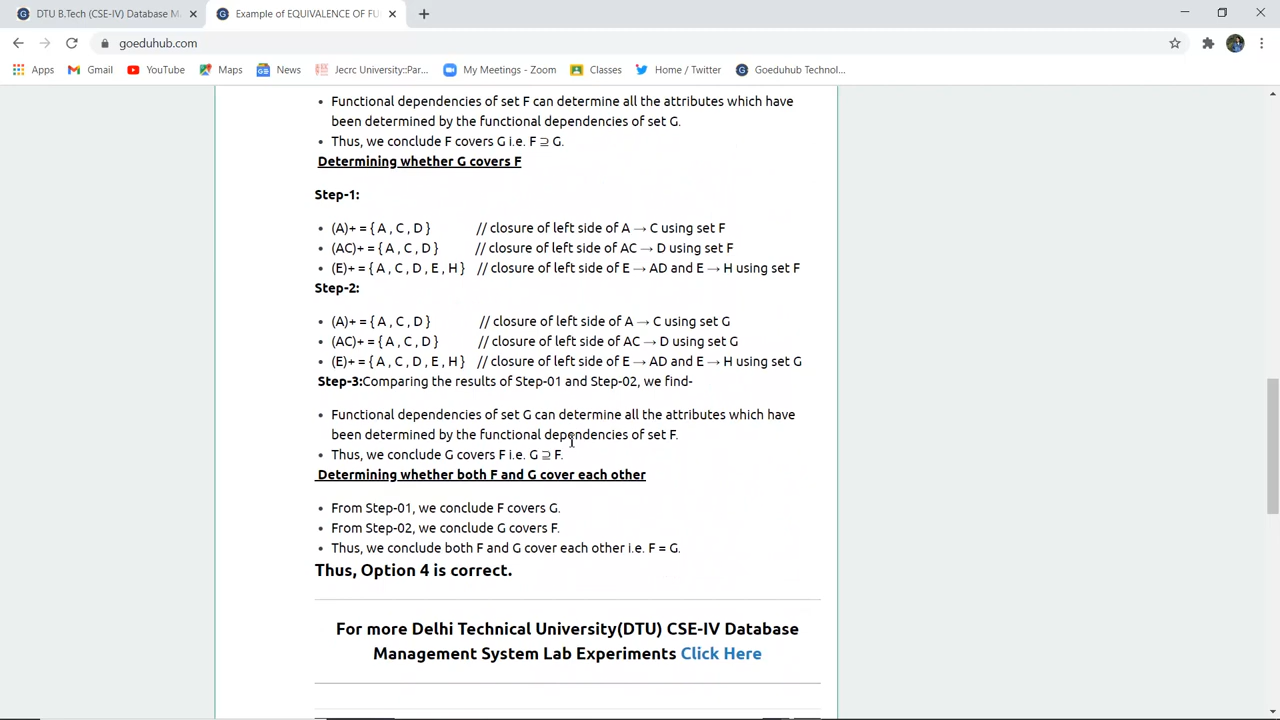 DTU B.Tech (CSE-IV) Database M
Example of EQUIVALENCE OF FU
goeduhub.com
Apps
Gmail
YouTube
Maps
News
Jecrc University::Par...
My Meetings - Zoom
Classes
Home / Twitter
Goeduhub Technol...
• Functional dependencies of set F can determine all the attributes which have
been determined by the functional dependencies of set G.
• Thus, we conclude F covers G i.e. F ⊇ G.
Determining whether G covers F
Step-1:
• (A)+ = { A , C , D } // closure of left side of A → C using set F
• (AC)+ = { A , C , D } // closure of left side of AC → D using set F
• (E)+ = { A , C , D , E , H } // closure of left side of E → AD and E → H using set F
Step-2:
• (A)+ = { A , C , D } // closure of left side of A → C using set G
• (AC)+ = { A , C , D } // closure of left side of AC → D using set G
• (E)+ = { A , C , D , E , H } // closure of left side of E → AD and E → H using set G
Step-3:Comparing the results of Step-01 and Step-02, we find-
• Functional dependencies of set G can determine all the attributes which have
been determined by the functional dependencies of set F.
• Thus, we conclude G covers F i.e. G ⊇ F.
Determining whether both F and G cover each other
• From Step-01, we conclude F covers G.
• From Step-02, we conclude G covers F.
• Thus, we conclude both F and G cover each other i.e. F = G.
Thus, Option 4 is correct.
For more Delhi Technical University(DTU) CSE-IV Database
Management System Lab Experiments Click Here